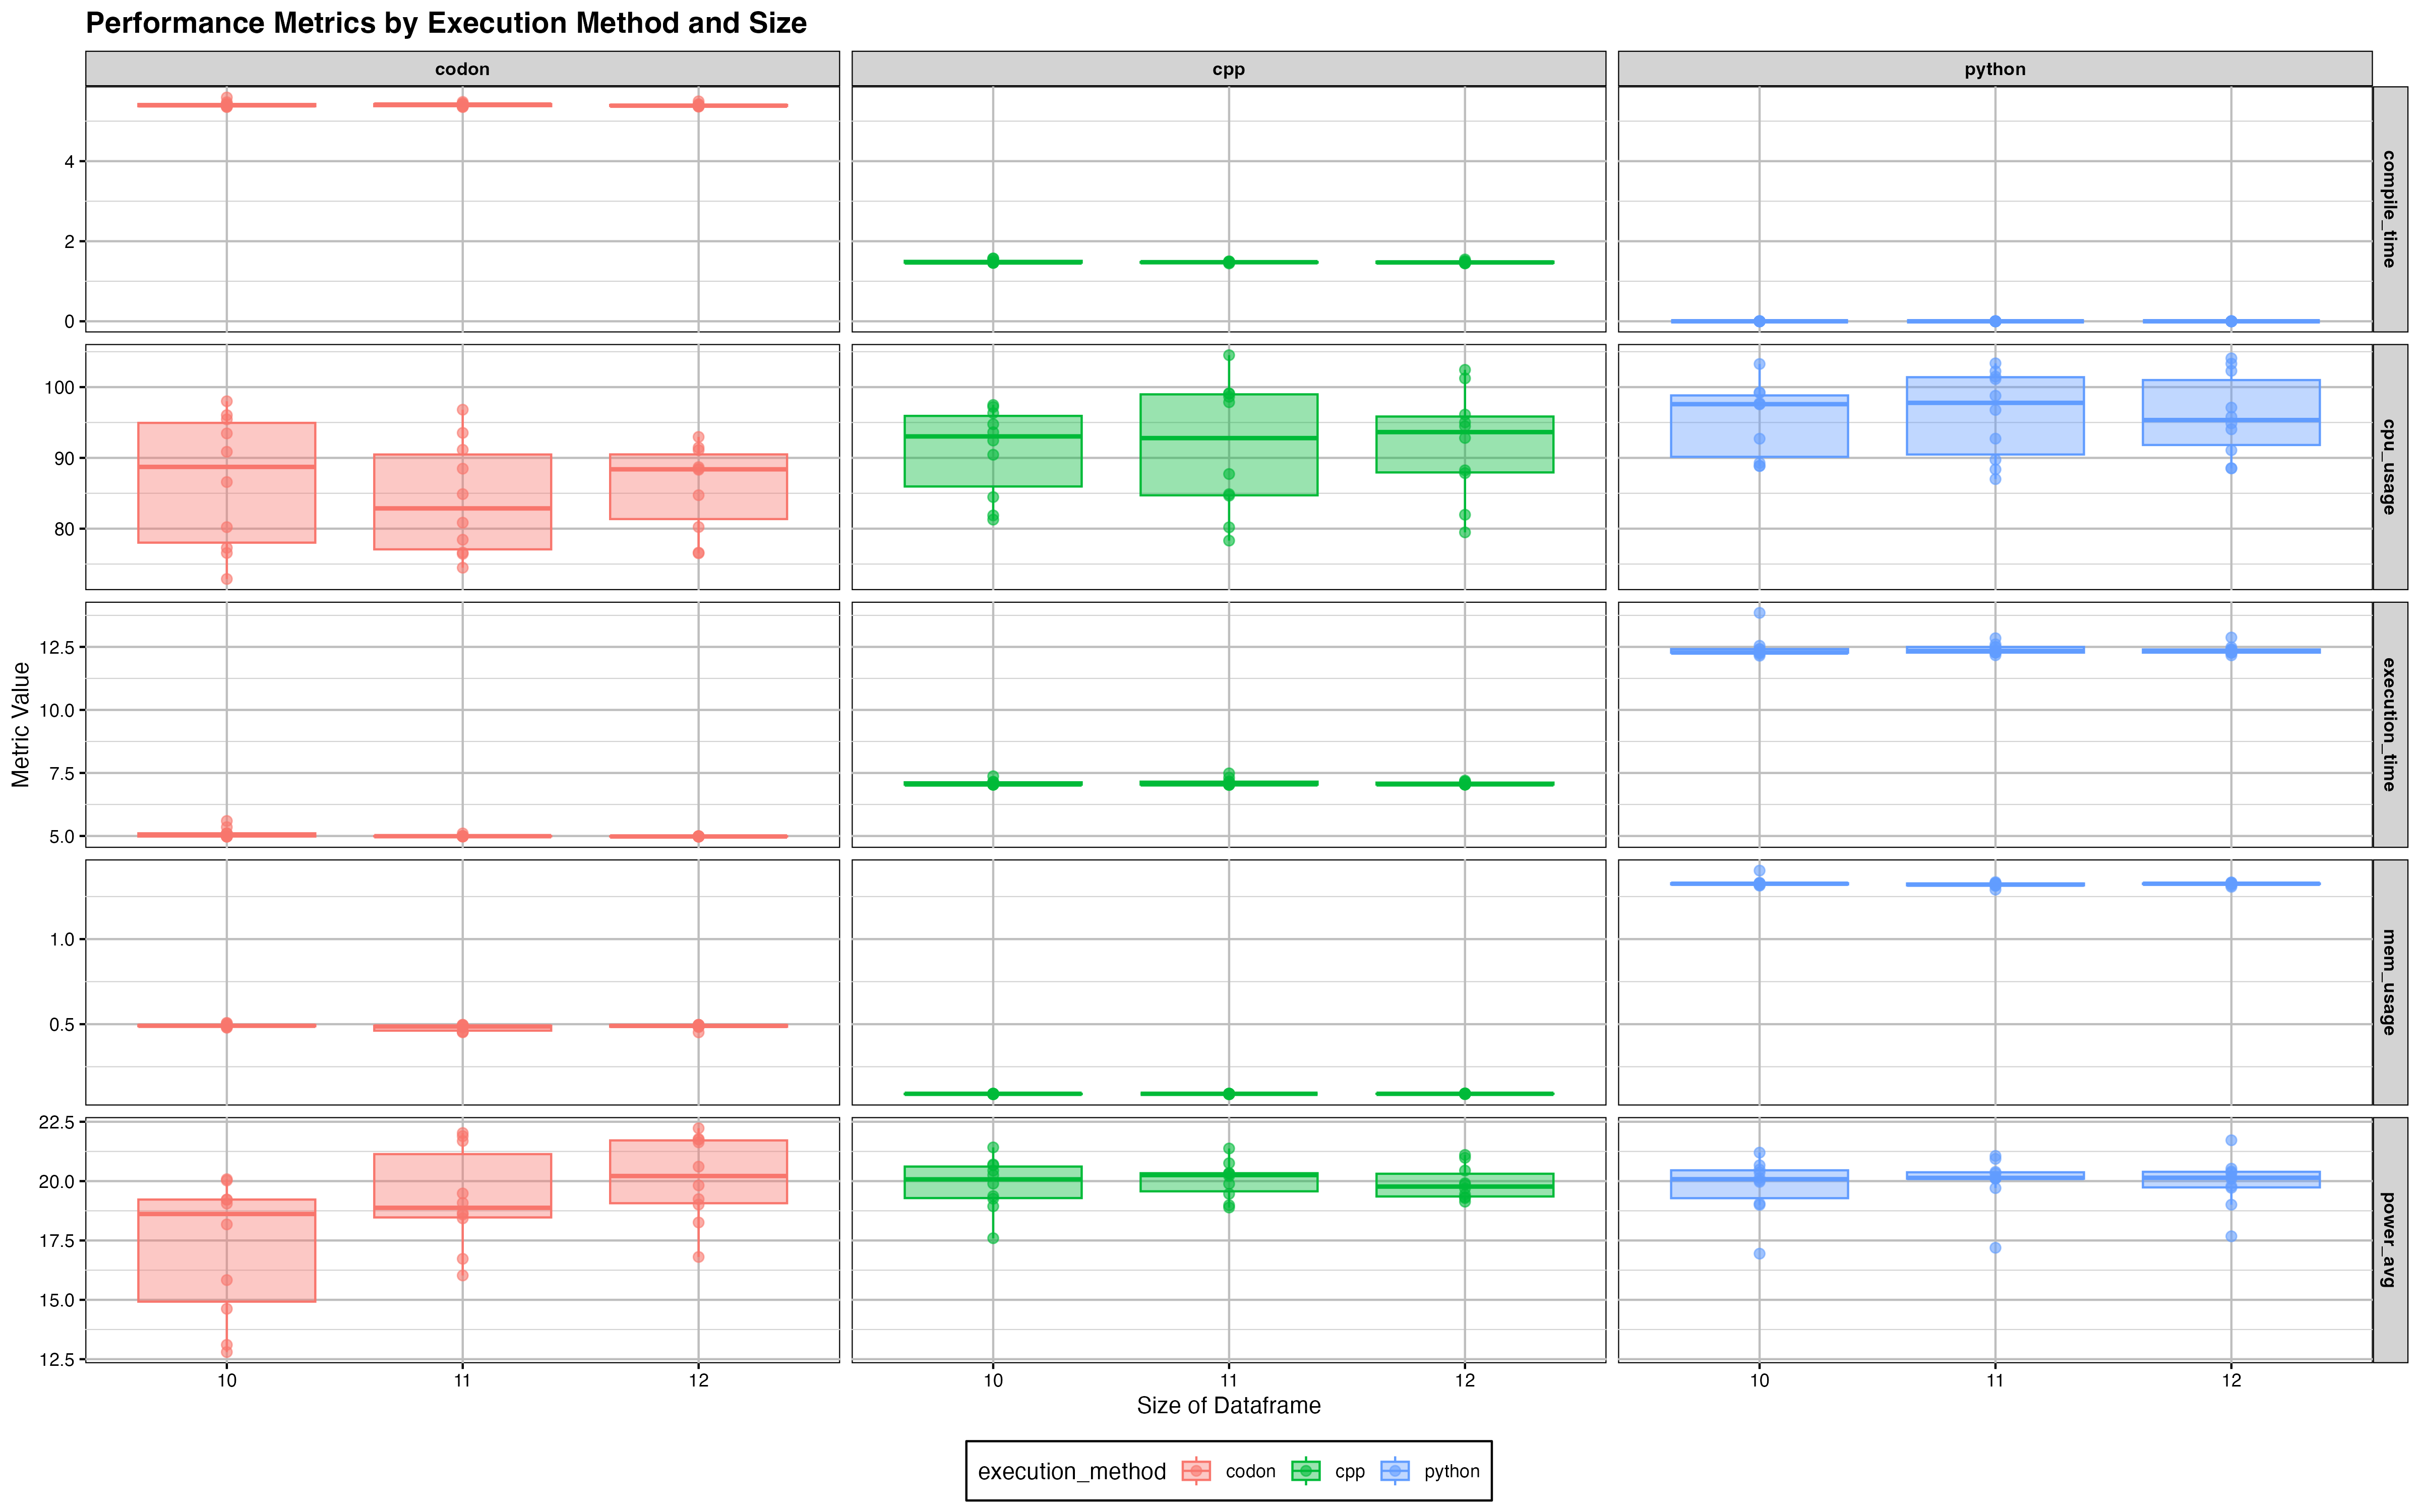 Performance Metrics by Execution Method and Size
codon cpp python
4
2
0
compile_time
100
90
80
cpu_usage
12.5
10.0
7.5
5.0
execution_time
Metric Value
1.0
0.5
mem_usage
22.5
20.0
17.5
15.0
12.5
power_avg
10 11 12 10 11 12 10 11 12
Size of Dataframe
execution_method codon cpp python